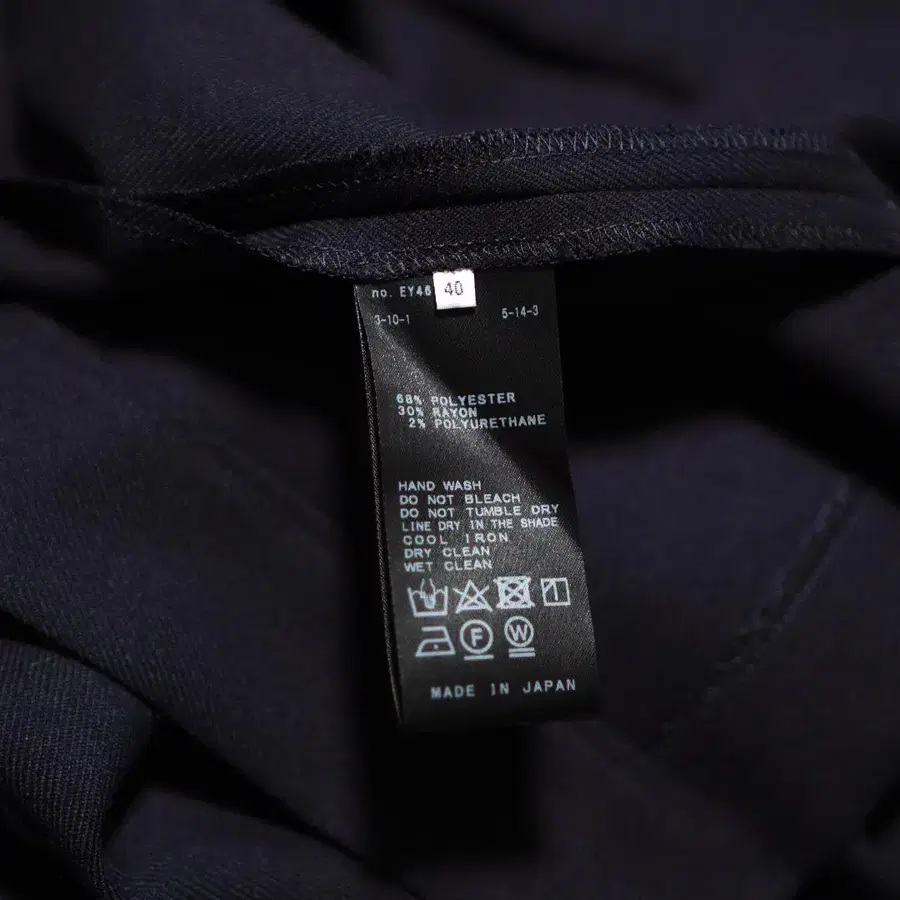 no. EY46
40
3-10-1 5-14-3
68% POLYESTER
30% RAYON
2% POLYURETHANE
HAND WASH
DO NOT BLEACH
DO NOT TUMBLE DRY
LINE DRY IN THE SHADE
COOL IRON
DRY CLEAN
WET CLEAN
F W
MADE IN JAPAN